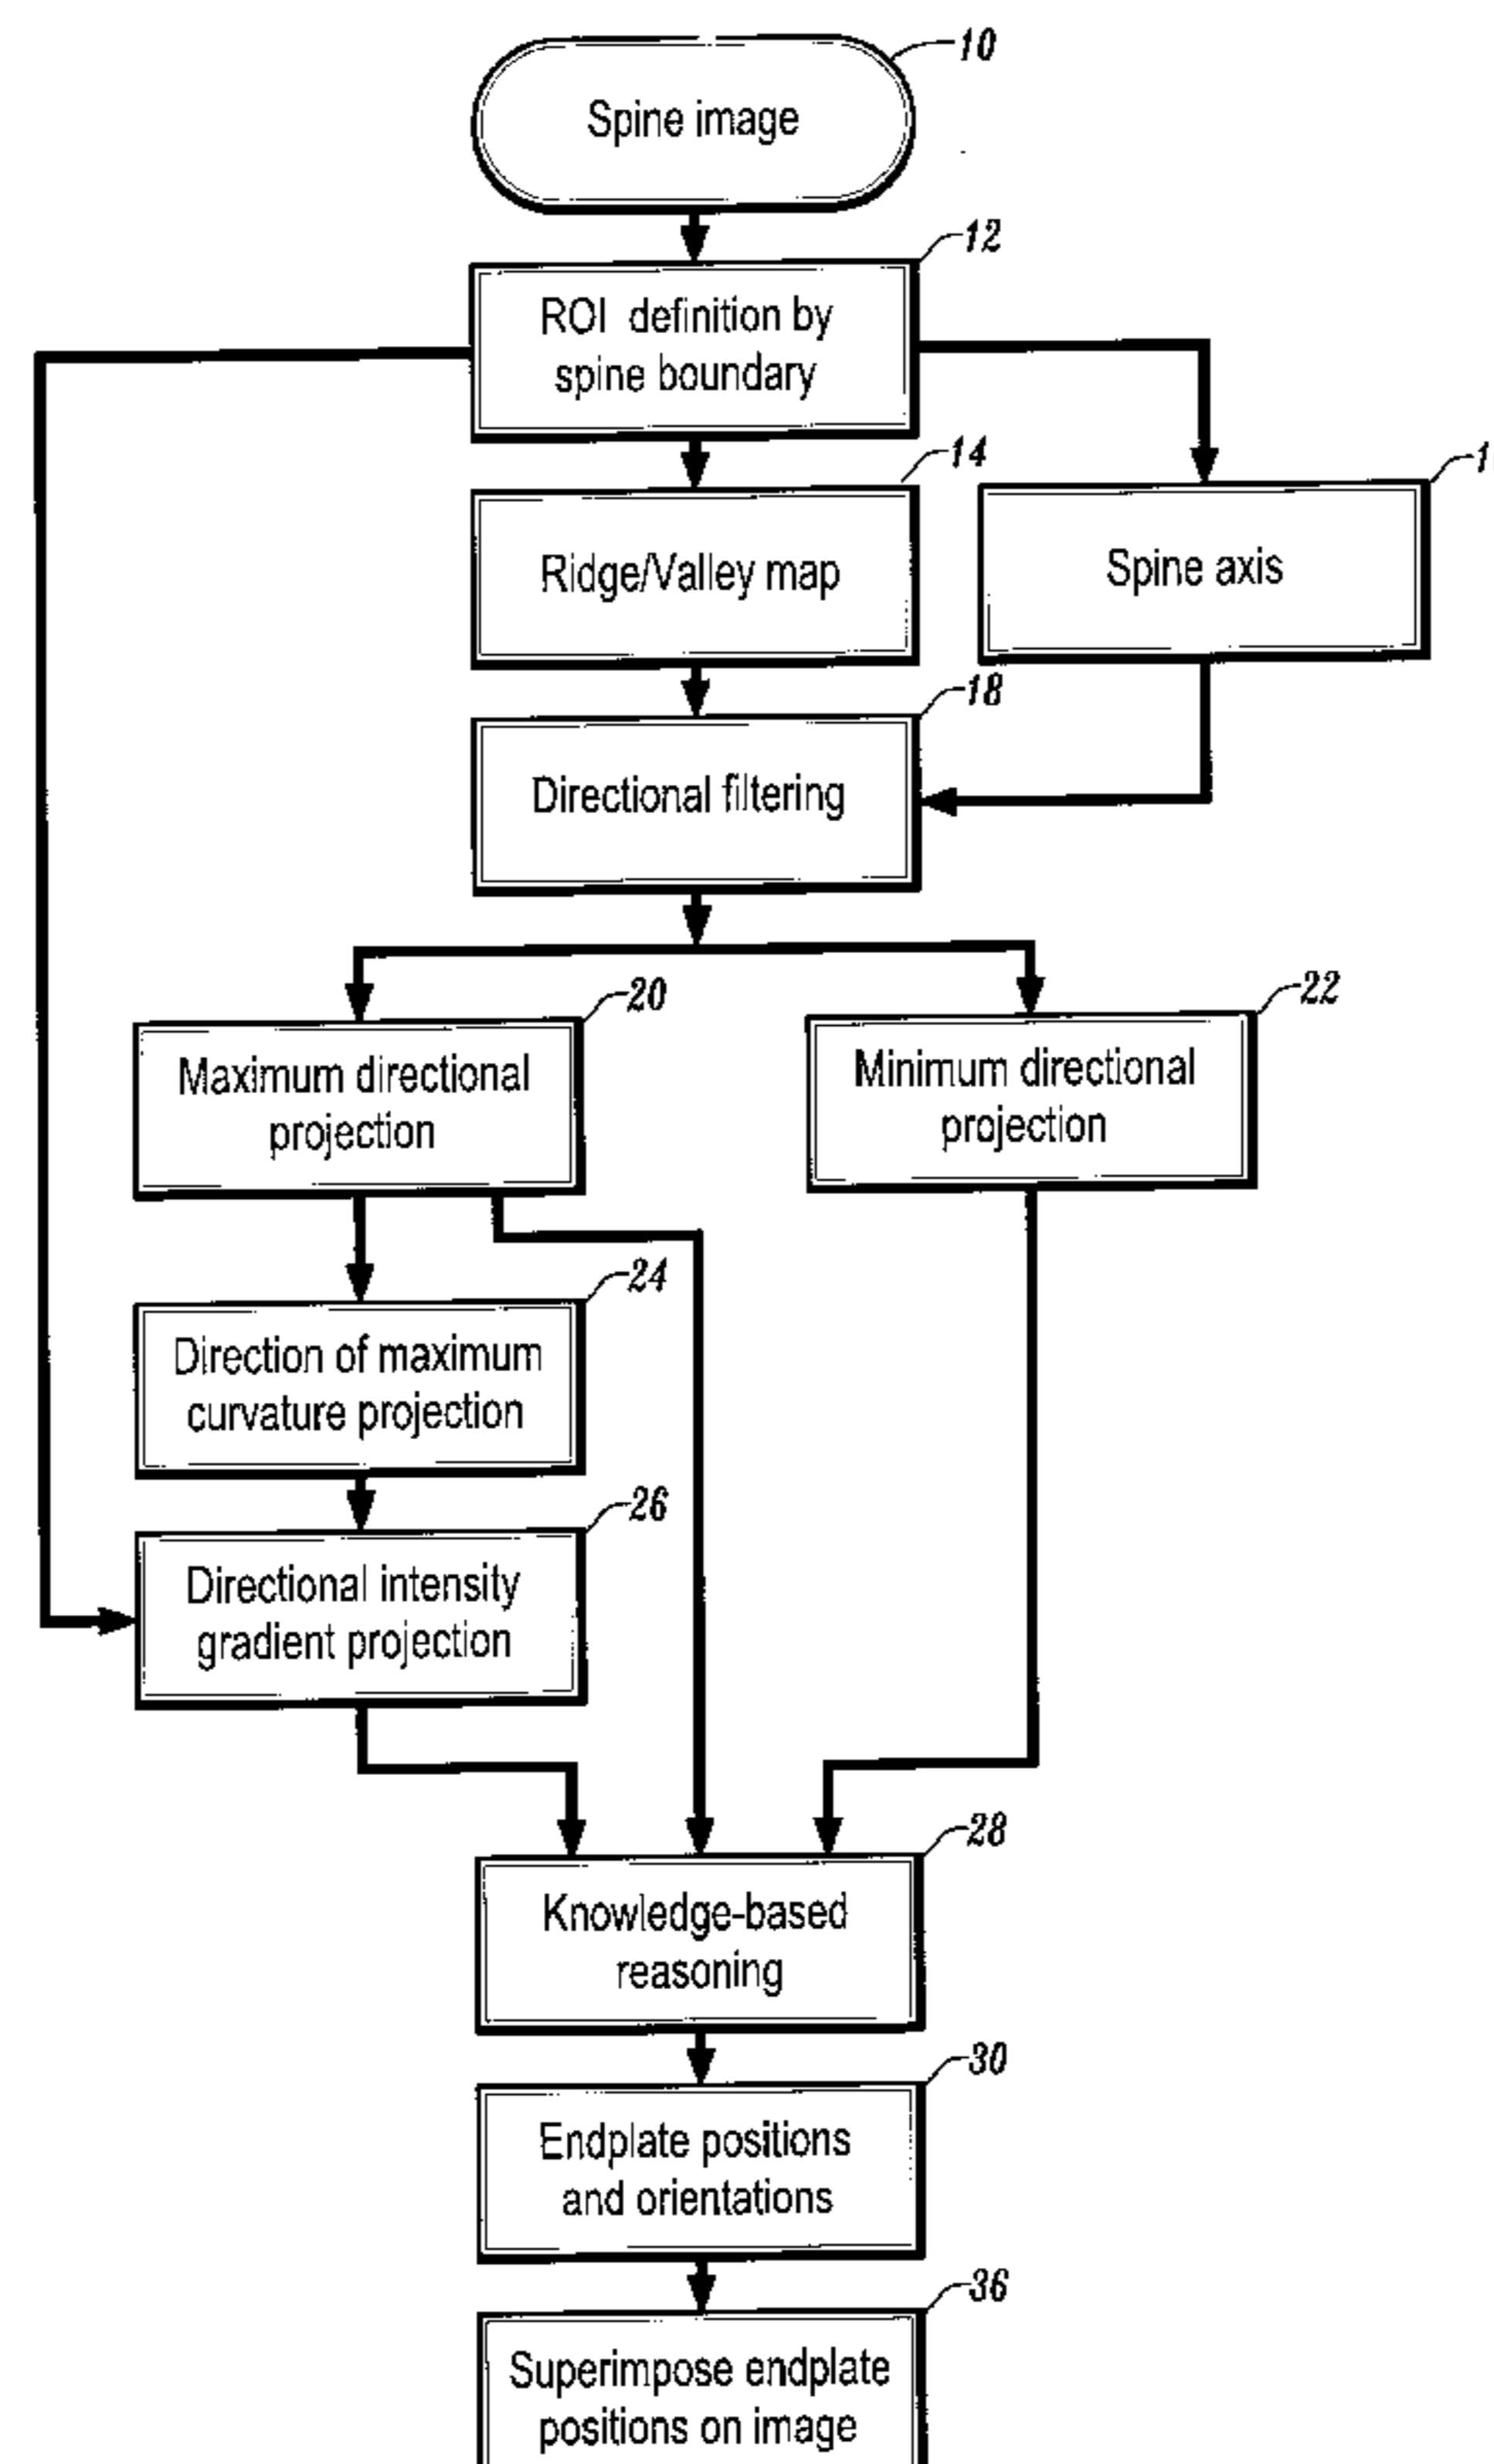 10
Spine image
12
ROI definition by
spine boundary
14
Ridge/Valley map
1
Spine axis
18
Directional filtering
20
Maximum directional
projection
22
Minimum directional
projection
24
Direction of maximum
curvature projection
26
Directional intensity
gradient projection
28
Knowledge-based
reasoning
30
Endplate positions
and orientations
36
Superimpose endplate
positions on image